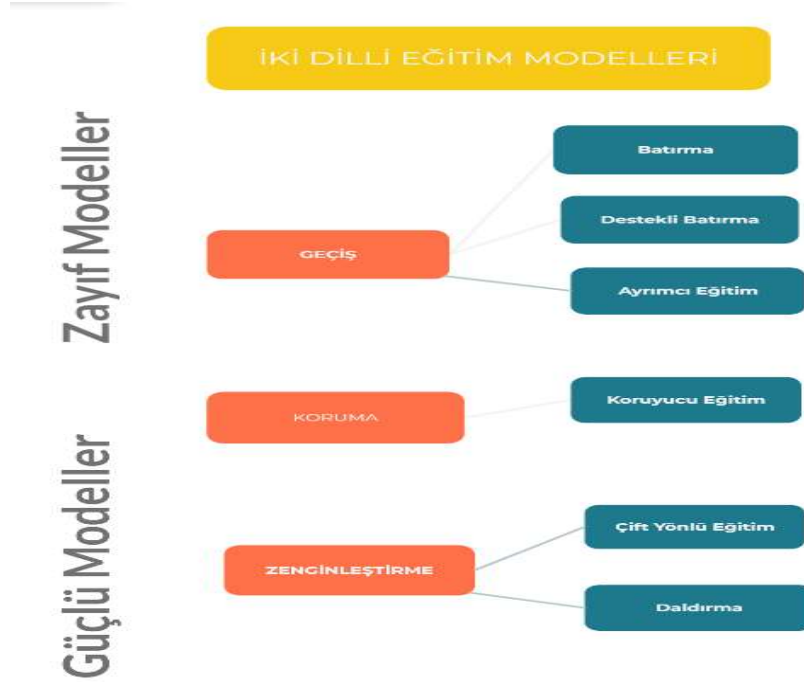 İKİ DİLLİ EĞİTİM MODELLERİ
Zayıf Modeller
GEÇİŞ
Batırma
Destekli Batırma
Ayrımcı Eğitim
Güçlü Modeller
KORUMA
Koruyucu Eğitim
ZENGİNLEŞTİRME
Çift Yönlü Eğitim
Daldırma